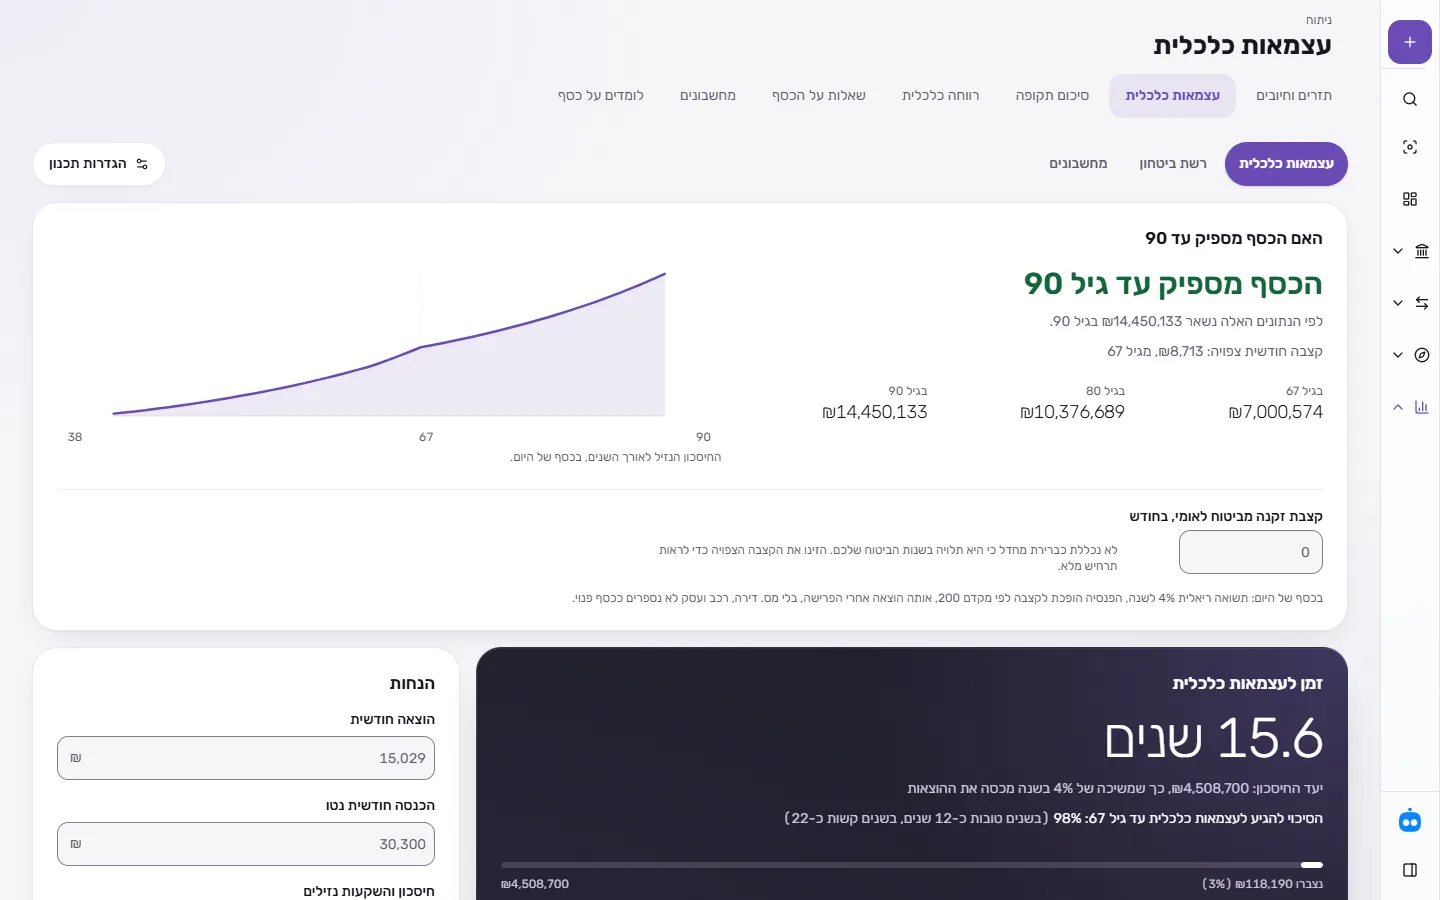 ניתוח
עצמאות כלכלית
תזרים וחיובים
עצמאות כלכלית
סיכום תקופה
רווחה כלכלית
שאלות על הכסף
מחשבונים
לומדים על כסף
עצמאות כלכלית
רשת ביטחון
מחשבונים
הגדרות תכנון
האם הכסף מספיק עד 90
הכסף מספיק עד גיל 90
לפי הנתונים האלה נשאר ₪14,450,133 בגיל 90.
קצבה חודשית צפויה: ₪8,713, מגיל 67
בגיל 67
₪7,000,574
בגיל 80
₪10,376,689
בגיל 90
₪14,450,133
38
67
90
החיסכון הנזיל לאורך השנים, בכסף של היום.
קצבת זקנה מביטוח לאומי, בחודש
0
לא נכללת כברירת מחדל כי היא תלויה בשנות הביטוח שלכם. הזינו את הקצבה הצפויה כדי לראות
תרחיש מלא.
בכסף של היום: תשואה ריאלית 4% לשנה, הפנסיה הופכת לקצבה לפי מקדם 200, אותה הוצאה אחרי הפרישה, בלי מס. דירה, רכב ועסק לא נספרים ככסף פנוי.
זמן לעצמאות כלכלית
15.6 שנים
יעד החיסכון: ₪4,508,700, כך שמשיכה של 4% בשנה מכסה את ההוצאות
הסיכוי להגיע לעצמאות כלכלית עד גיל 67: 98% (בשנים טובות כ-12 שנים, בשנים קשות כ-22)
נצברו ₪118,190 (3%)
₪4,508,700
הנחות
הוצאה חודשית
15,029 ₪
הכנסה חודשית נטו
30,300 ₪
חיסכון והשקעות נזילים